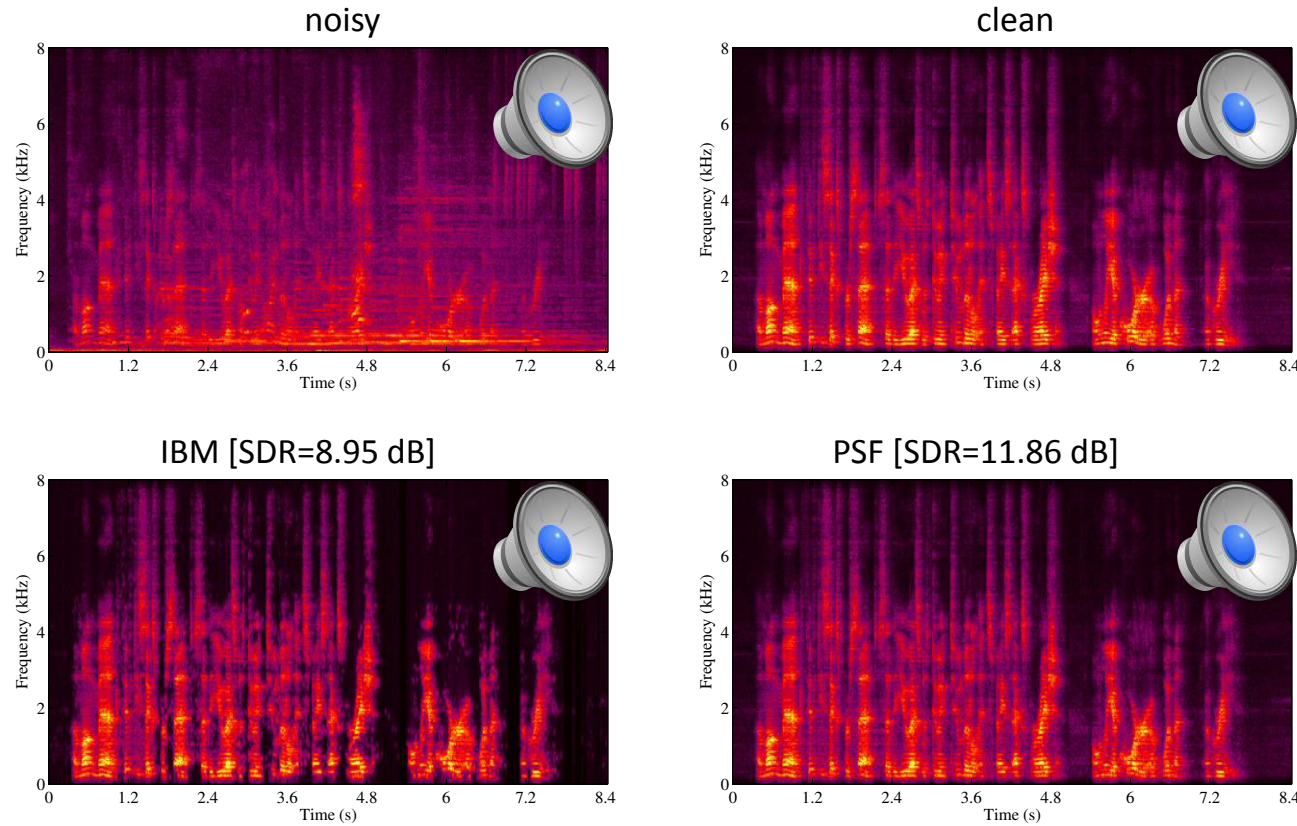 noisy
8
6
4
2
0
Frequency (kHz)
0 1.2 2.4 3.6 4.8 6 7.2 8.4
Time (s)
clean
8
6
4
2
0
Frequency (kHz)
0 1.2 2.4 3.6 4.8 6 7.2 8.4
Time (s)
IBM [SDR=8.95 dB]
8
6
4
2
0
Frequency (kHz)
0 1.2 2.4 3.6 4.8 6 7.2 8.4
Time (s)
PSF [SDR=11.86 dB]
8
6
4
2
0
Frequency (kHz)
0 1.2 2.4 3.6 4.8 6 7.2 8.4
Time (s)